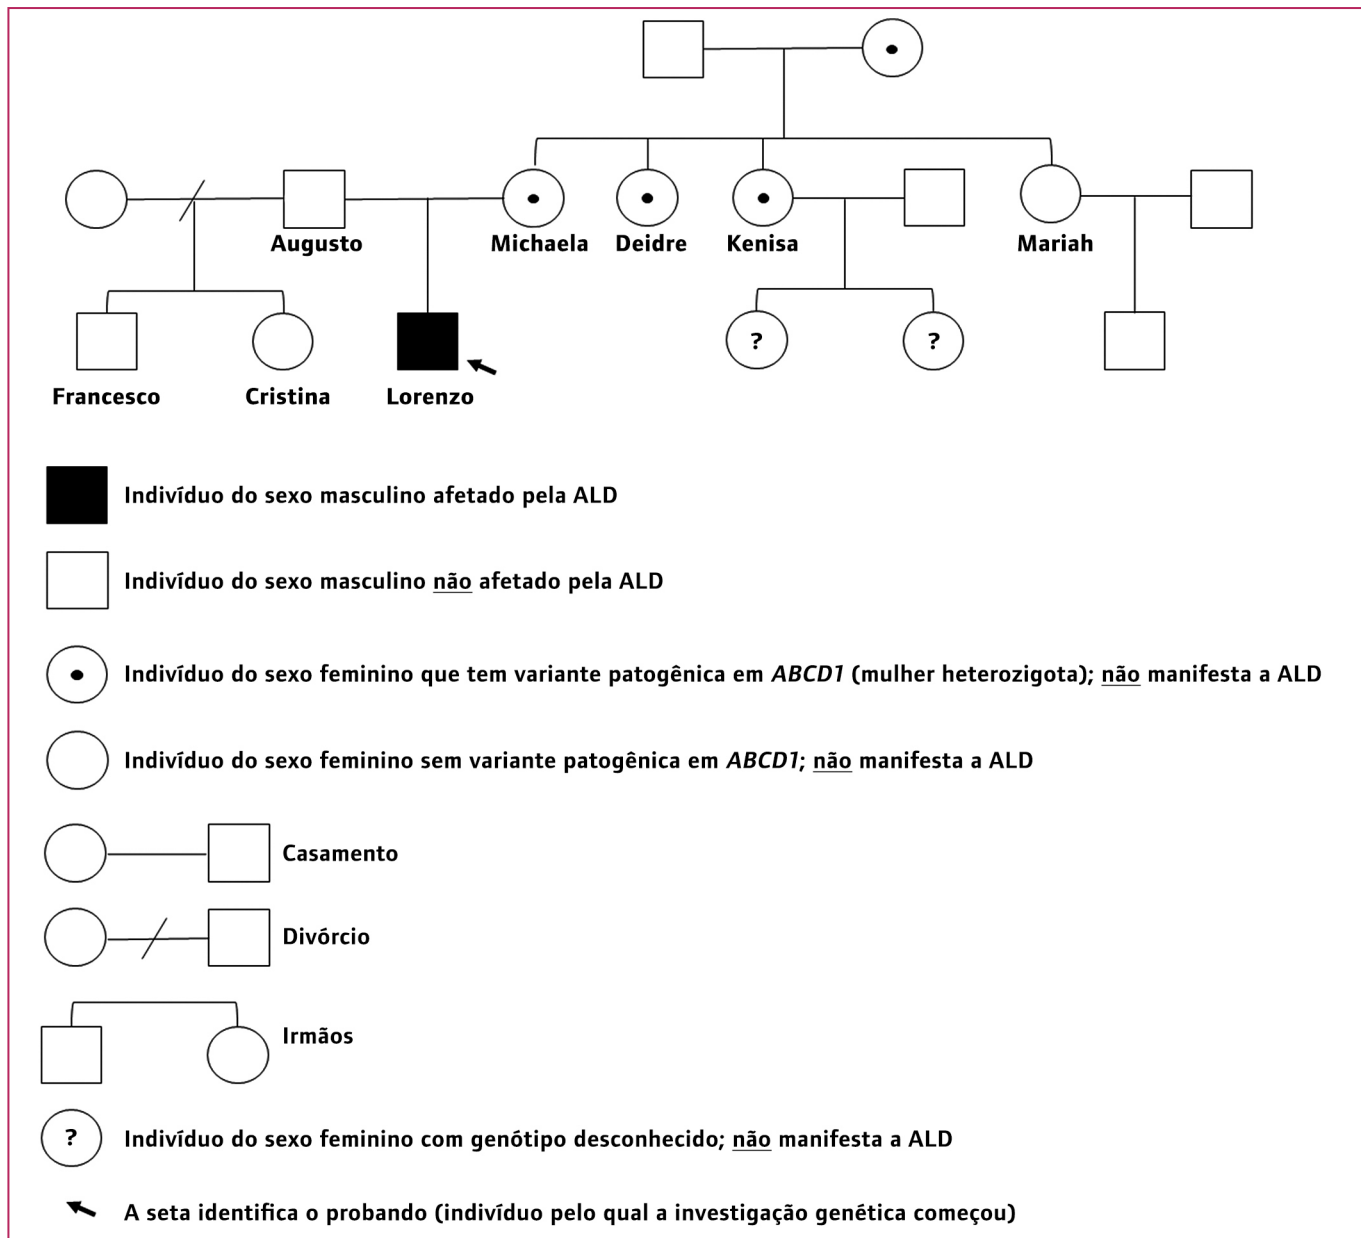 Augusto
Michaela
Deidre
Kenisa
Mariah
?
?
Francesco
Cristina
Lorenzo
Indivíduo do sexo masculino afetado pela ALD
Indivíduo do sexo masculino não afetado pela ALD
Indivíduo do sexo feminino que tem variante patogênica em ABCD1 (mulher heterozigota); não manifesta a ALD
Indivíduo do sexo feminino sem variante patogênica em ABCD1; não manifesta a ALD
Casamento
Divórcio
Irmãos
? Indivíduo do sexo feminino com genótipo desconhecido; não manifesta a ALD
A seta identifica o probando (indivíduo pelo qual a investigação genética começou)